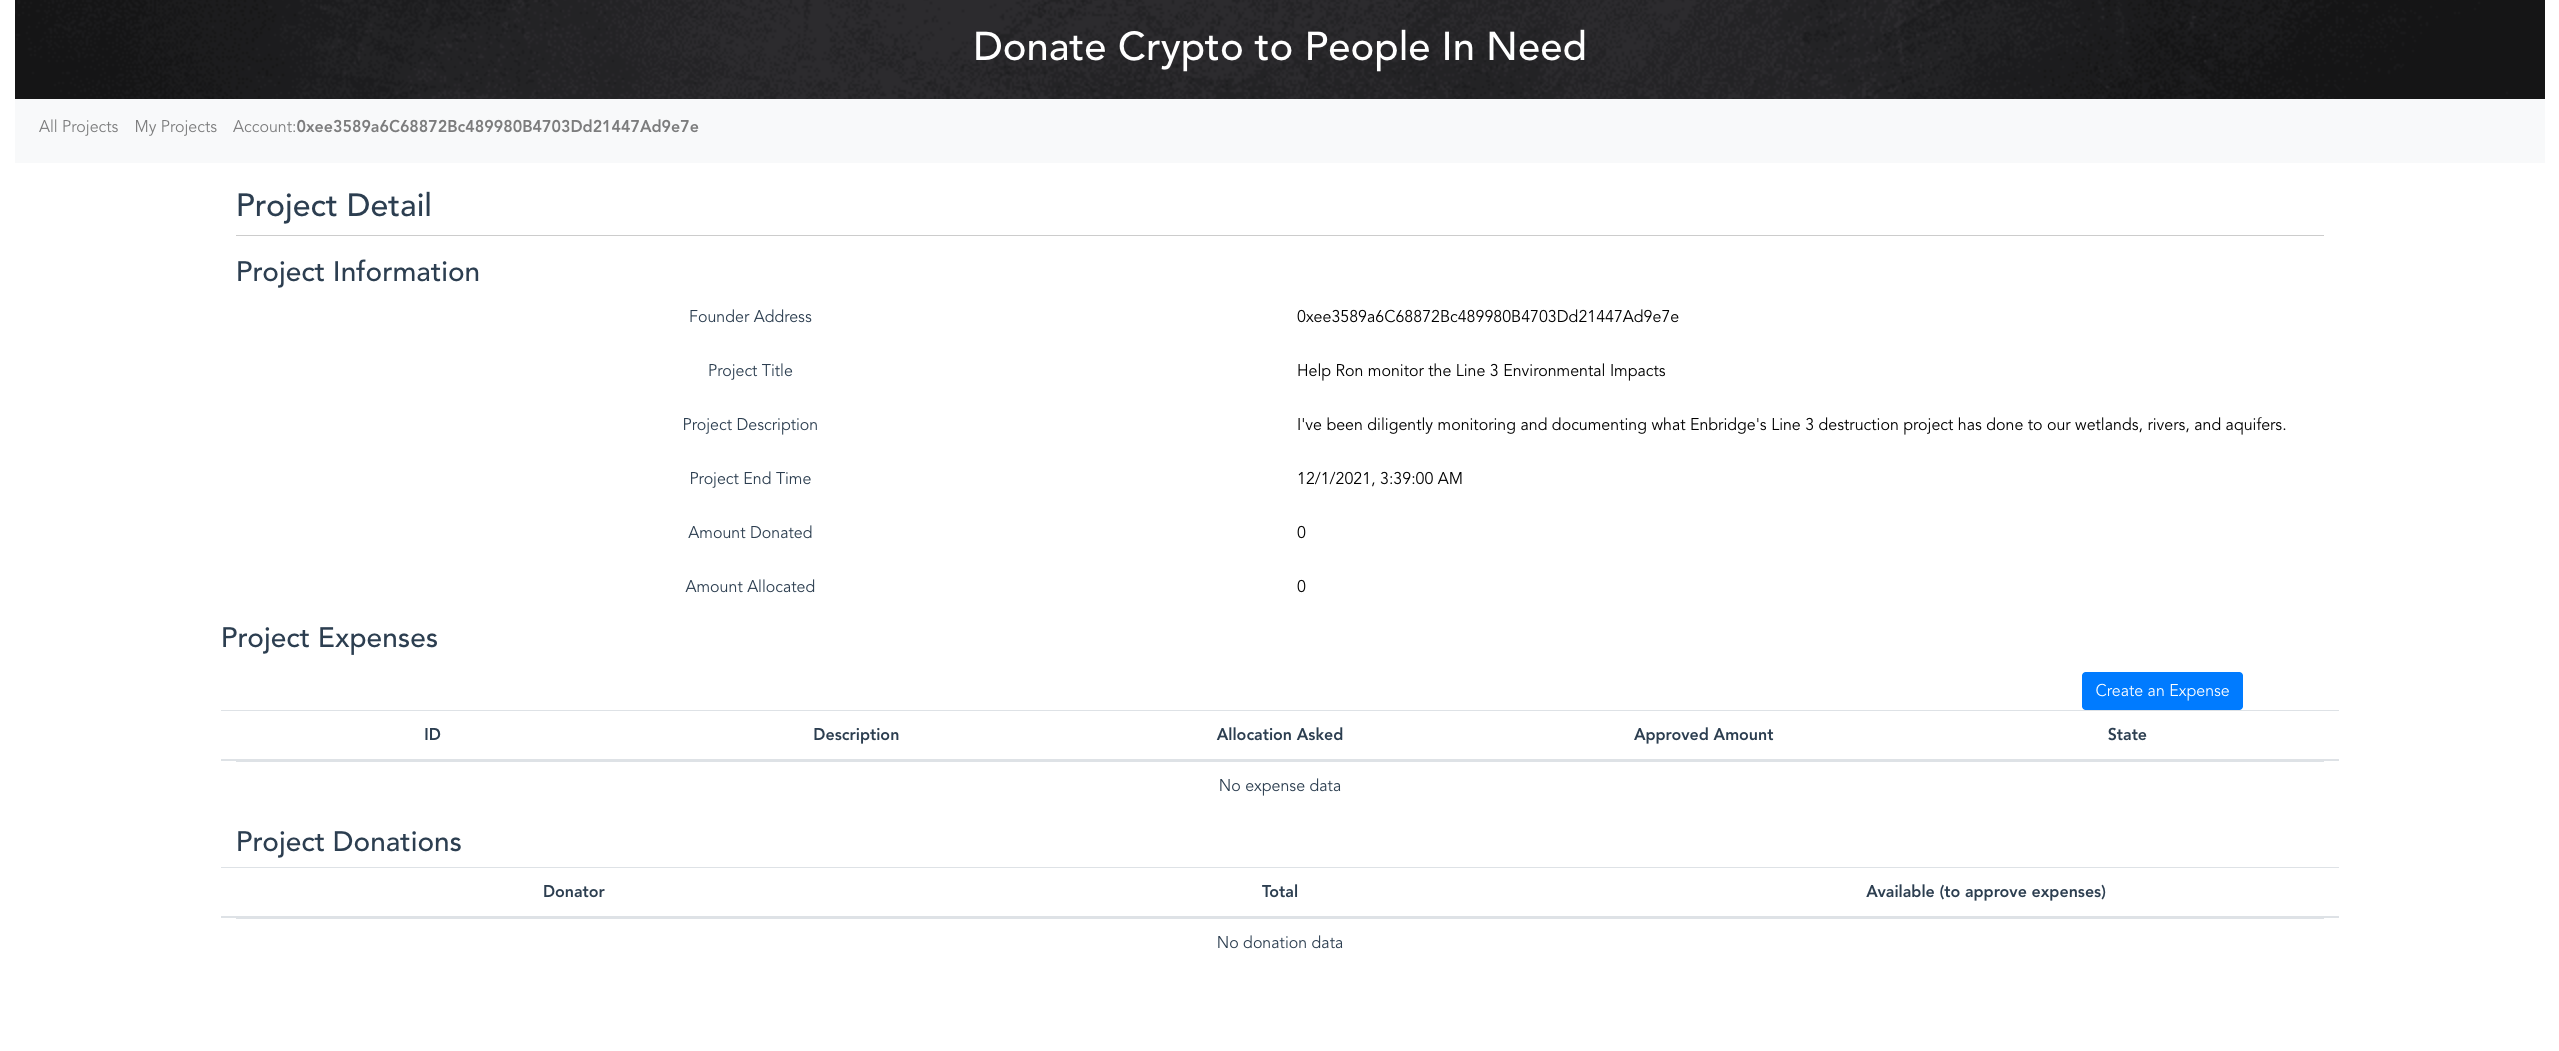 Donate Crypto to People In Need
All Projects My Projects Account:0xee3589a6C68872Bc489980B4703Dd21447Ad9e7e
Project Detail
Project Information
Founder Address 0xee3589a6C68872Bc489980B4703Dd21447Ad9e7e
Project Title Help Ron monitor the Line 3 Environmental Impacts
Project Description I've been diligently monitoring and documenting what Enbridge's Line 3 destruction project has done to our wetlands, rivers, and aquifers.
Project End Time 12/1/2021, 3:39:00 AM
Amount Donated 0
Amount Allocated 0
Project Expenses
Create an Expense
ID Description Allocation Asked Approved Amount State
No expense data
Project Donations
Donator Total Available (to approve expenses)
No donation data